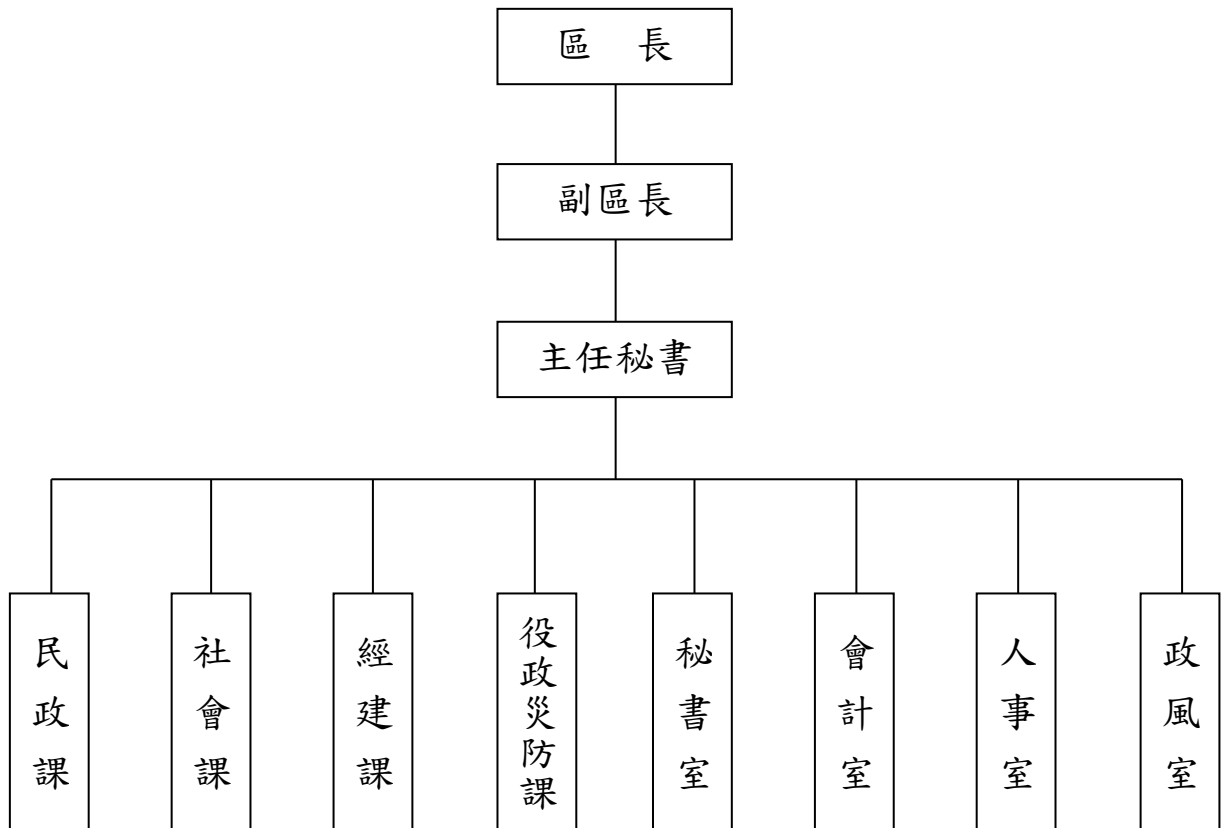 區　長
副區長
主任秘書
民政課
社會課
經建課
役政災防課
秘書室
會計室
人事室
政風室